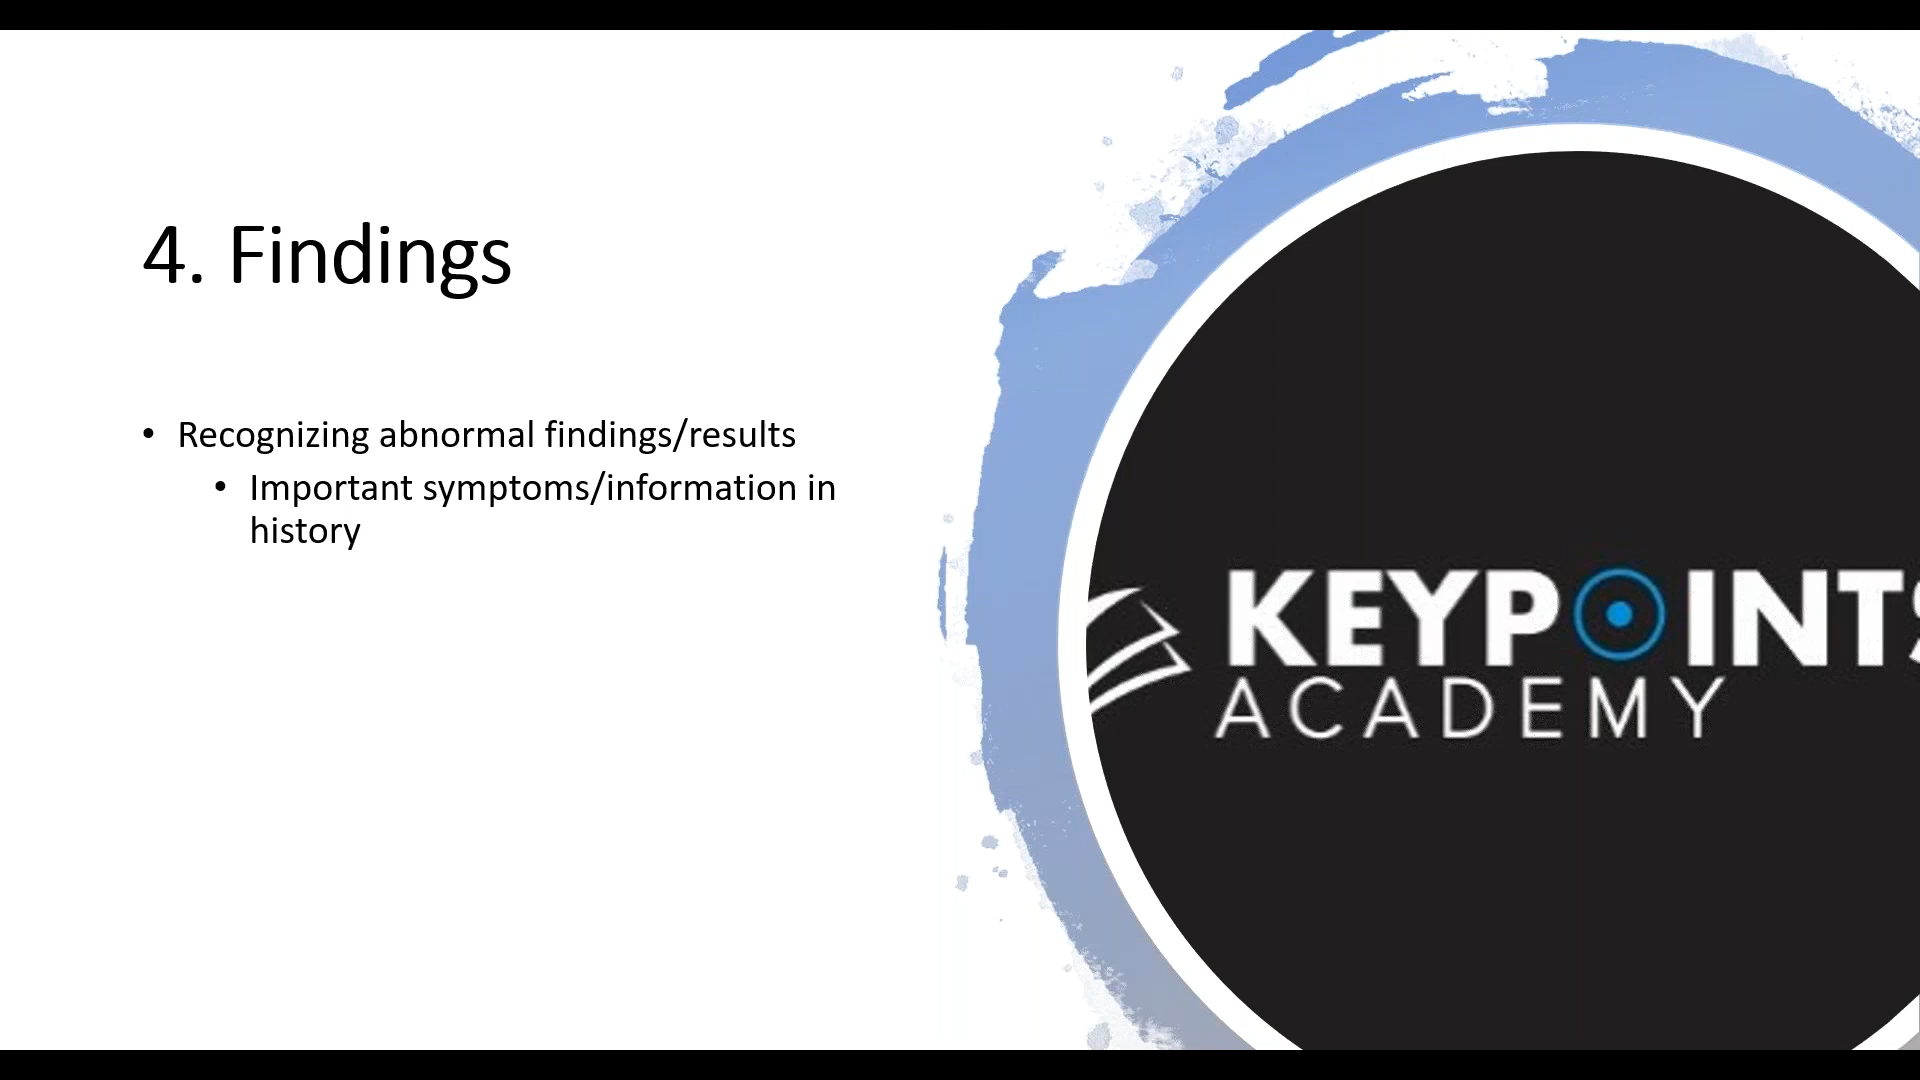 4. Findings
• Recognizing abnormal findings/results
• Important symptoms/information in
history
KEYPOINTS
ACADEMY